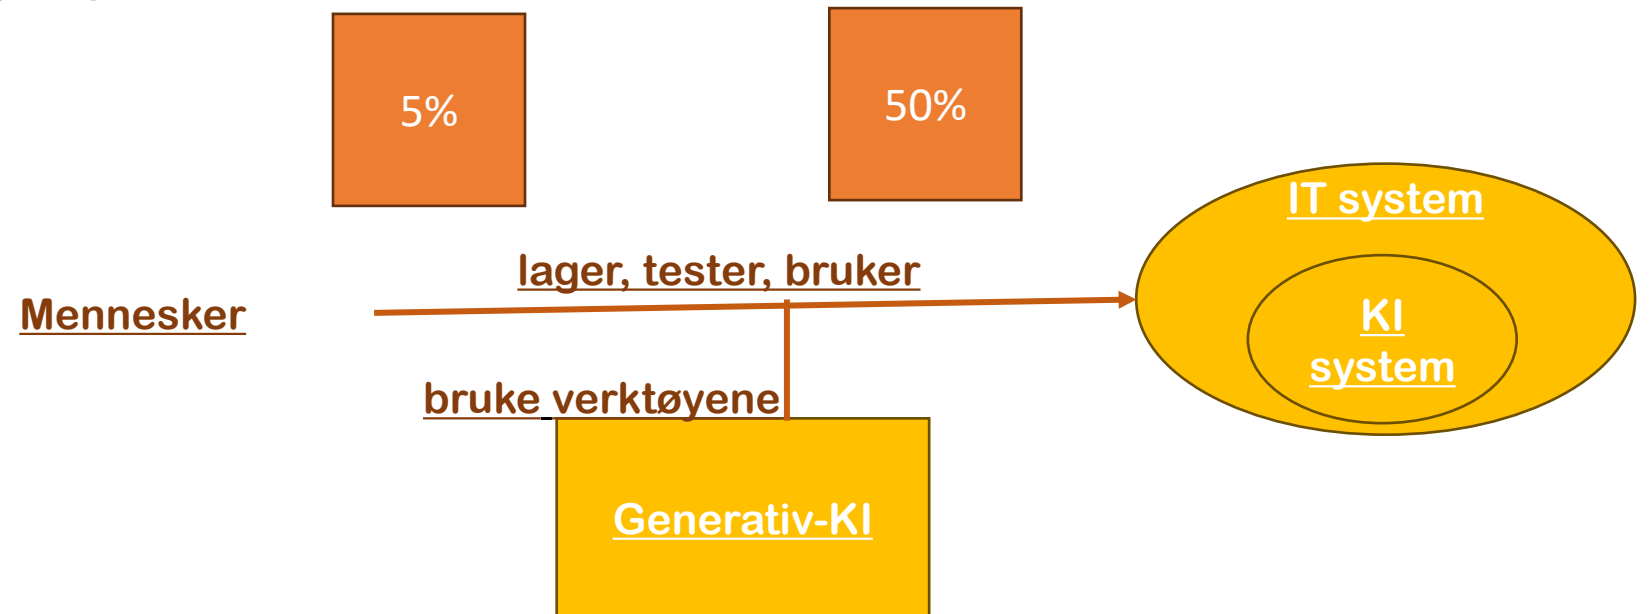 5%
50%
IT system
lager, tester, bruker
Mennesker
KI
system
bruke verktøyene
Generativ-KI